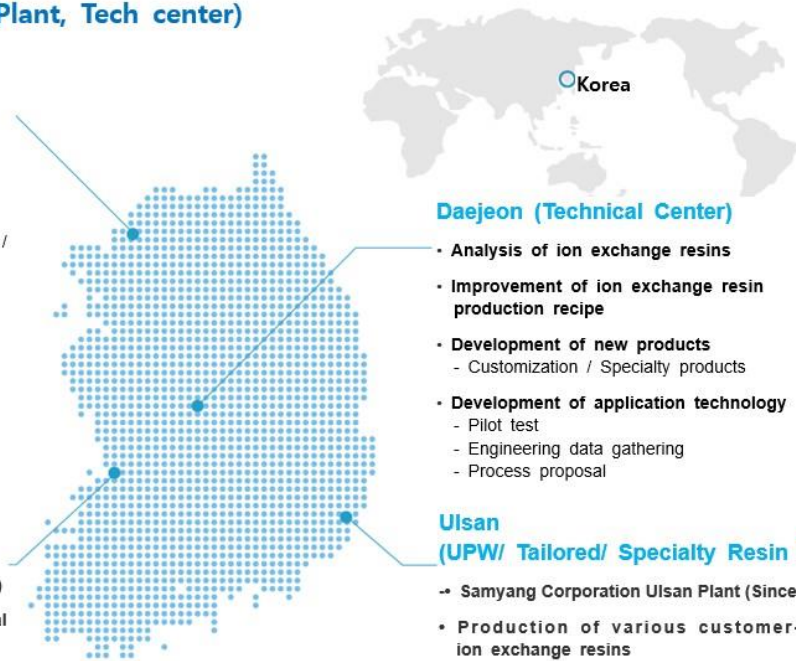 Plant, Tech center)
Korea
/
Daejeon (Technical Center)
• Analysis of ion exchange resins
• Improvement of ion exchange resin
production recipe
• Development of new products
- Customization / Specialty products
• Development of application technology
- Pilot test
- Engineering data gathering
- Process proposal
Ulsan
(UPW/ Tailored/ Specialty Resin
-• Samyang Corporation Ulsan Plant (Since
)
• Production of various customer-
ion exchange resins